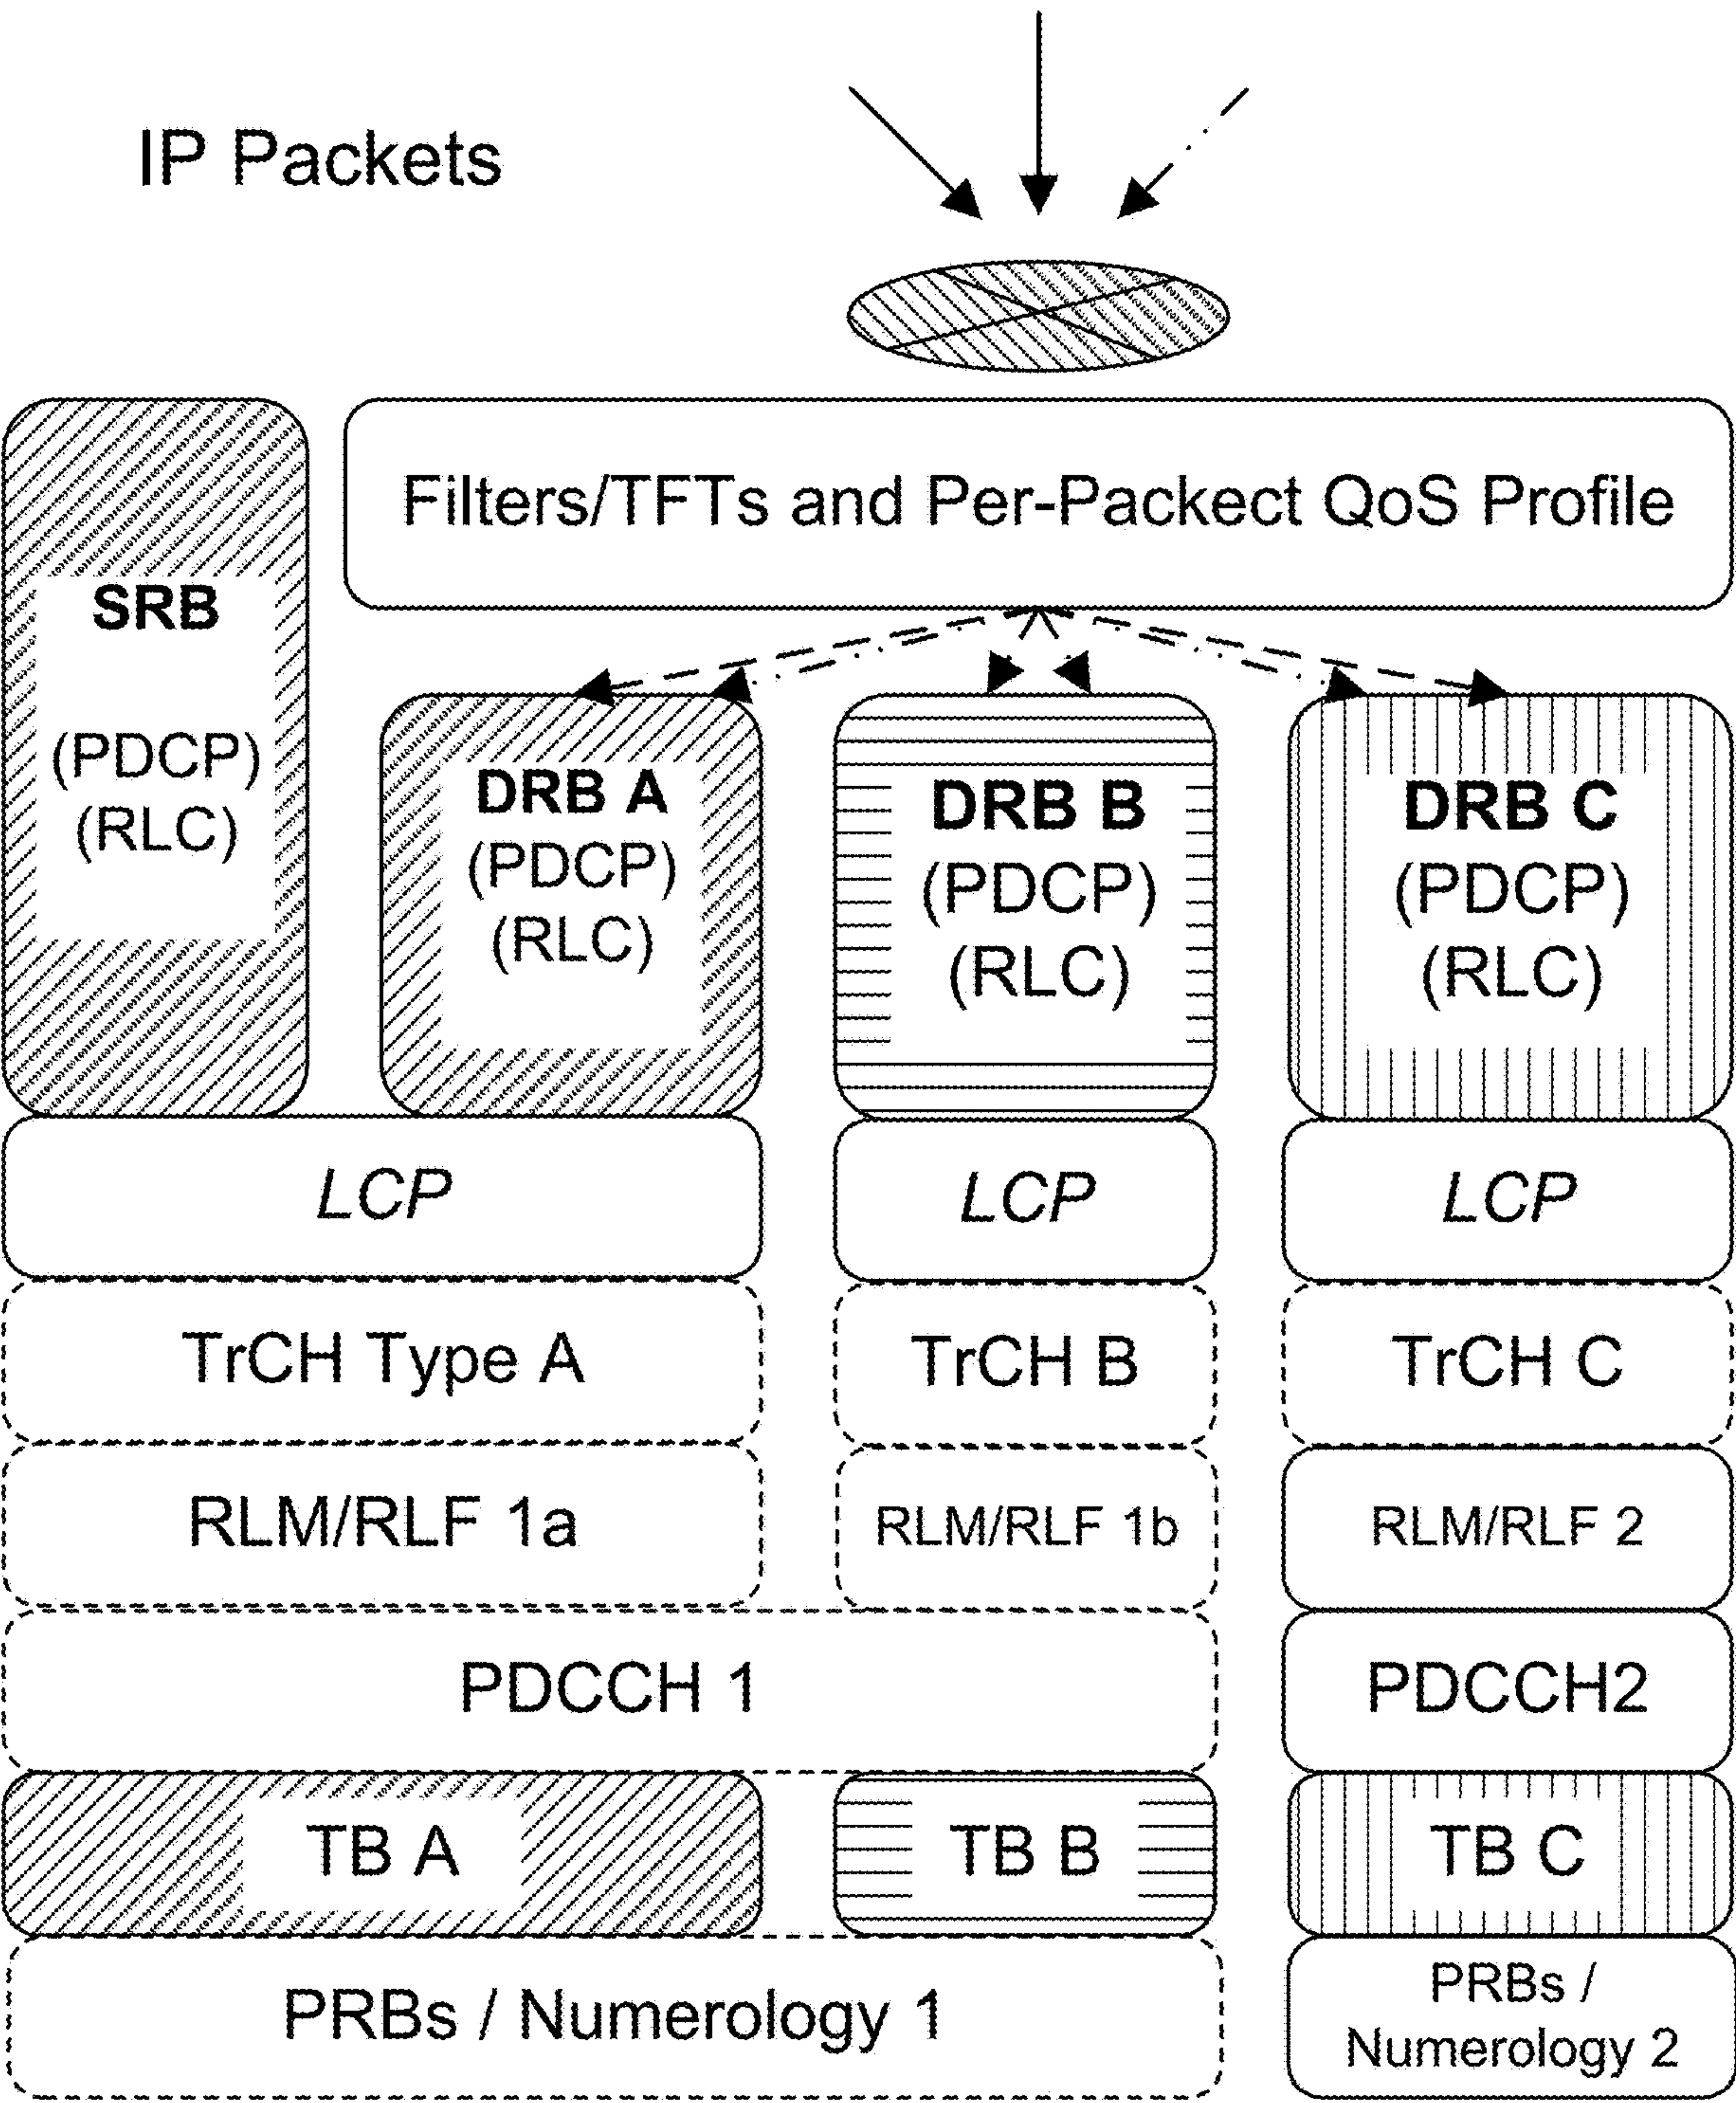 IP Packets
Filters/TFTs and Per-Packect QoS Profile
SRB
(PDCP)
(RLC)
DRB A
(PDCP)
(RLC)
DRB B
(PDCP)
(RLC)
DRB C
(PDCP)
(RLC)
LCP
LCP
LCP
TrCH Type A
TrCH B
TrCH C
RLM/RLF 1a
RLM/RLF 1b
RLM/RLF 2
PDCCH 1
PDCCH2
TB A
TB B
TB C
PRBs / Numerology 1
PRBs /
Numerology 2